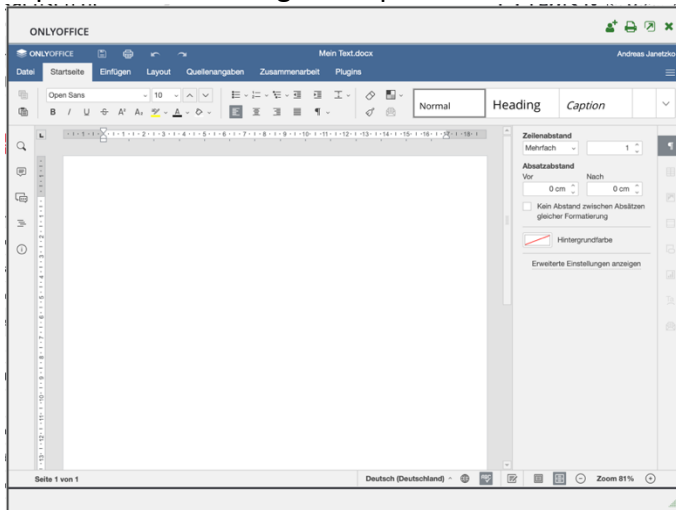 ONLYOFFICE
ONLYOFFICE
Mein Text.docx
Andreas Janetzko
Datei Startseite Einfügen Layout Quellenangaben Zusammenarbeit Plugins
Open Sans 10
B I U
Normal Heading Caption
Zeilenabstand
Mehrfach 1
Absatzabstand
Vor Nach
0 cm 0 cm
Kein Abstand zwischen Absätzen
gleicher Formatierung
Hintergrundfarbe
Erweiterte Einstellungen anzeigen
Seite 1 von 1 Deutsch (Deutschland) Zoom 81%